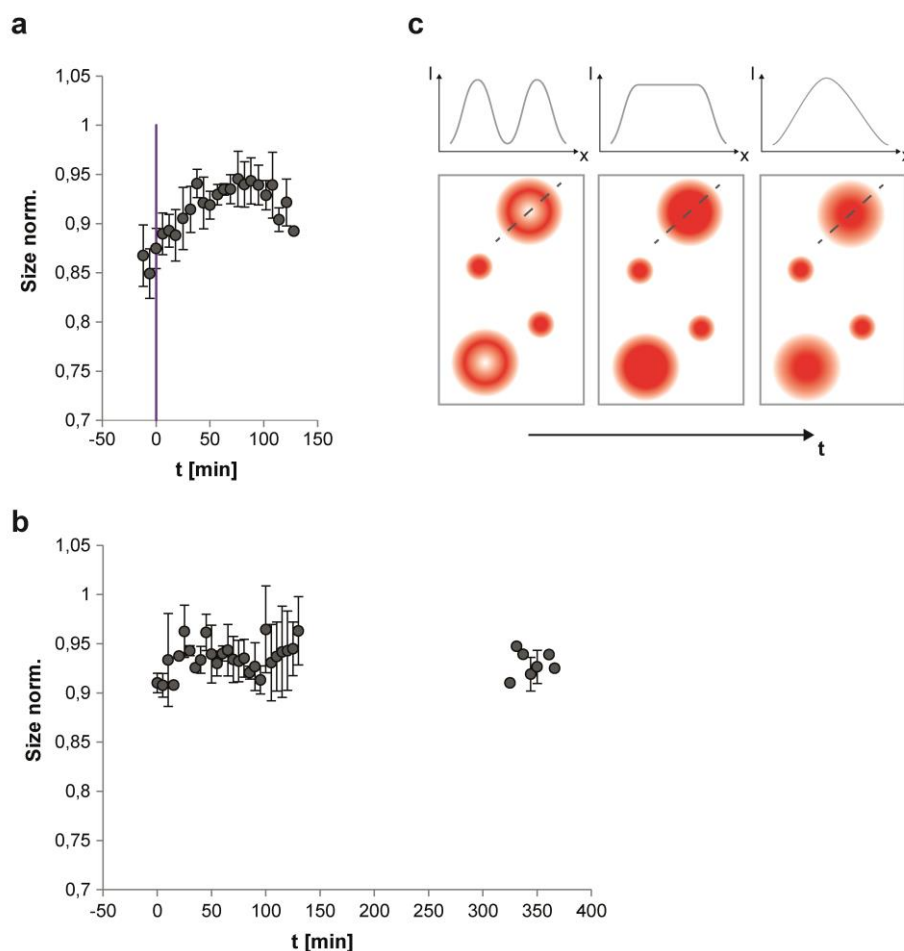 a
1,05
1
0,95
0,9
0,85
0,8
0,75
0,7
-50 0 50 100 150
Size norm.
t [min]
c
I
x
I
x
I
x
t
b
1,05
1
0,95
0,9
0,85
0,8
0,75
0,7
-50 0 50 100 150 200 250 300 350 400
Size norm.
t [min]